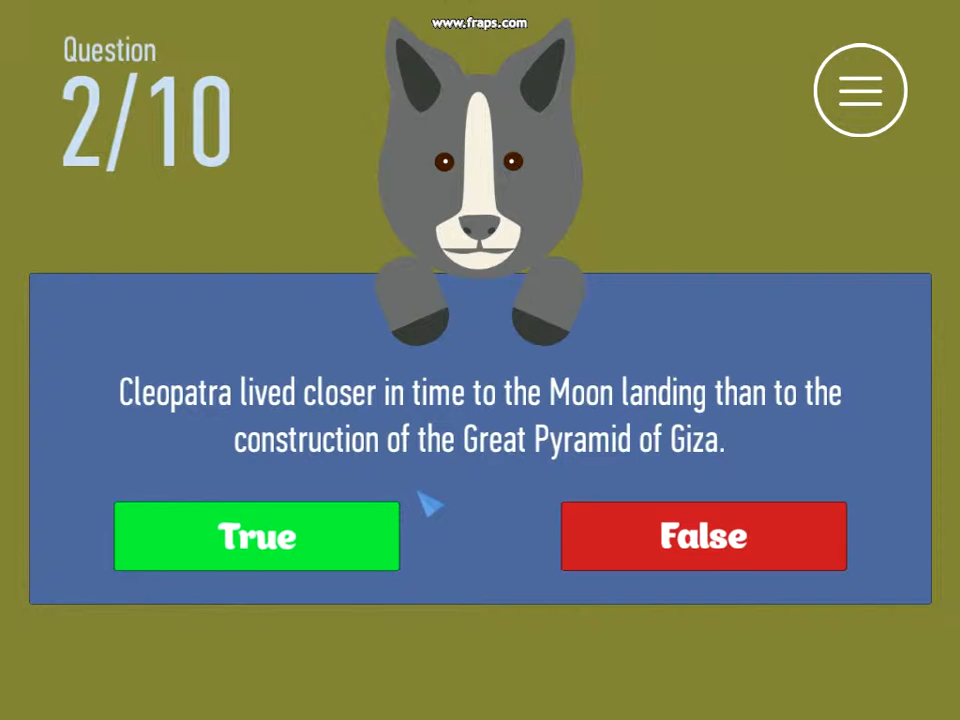 www.fraps.com
Question
2/10
Cleopatra lived closer in time to the Moon landing than to the
construction of the Great Pyramid of Giza.
True
False